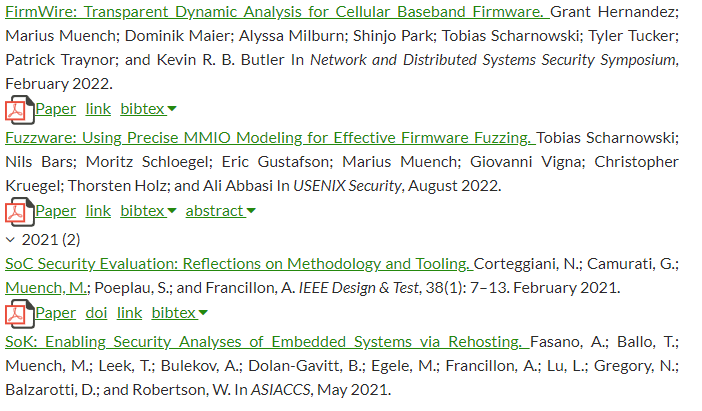 FirmWire: Transparent Dynamic Analysis for Cellular Baseband Firmware. Grant Hernandez;
Marius Muench; Dominik Maier; Alyssa Milburn; Shinjo Park; Tobias Scharnowski; Tyler Tucker;
Patrick Traynor; and Kevin R. B. Butler In Network and Distributed Systems Security Symposium,
February 2022.
Paper link bibtex
Fuzzware: Using Precise MMIO Modeling for Effective Firmware Fuzzing. Tobias Scharnowski;
Nils Bars; Moritz Schloegel; Eric Gustafson; Marius Muench; Giovanni Vigna; Christopher
Kruegel; Thorsten Holz; and Ali Abbasi In USENIX Security, August 2022.
Paper link bibtex abstract
2021 (2)
SoC Security Evaluation: Reflections on Methodology and Tooling. Corteggiani, N.; Camurati, G.;
Muench, M.; Poeplau, S.; and Francillon, A. IEEE Design & Test, 38(1): 7–13. February 2021.
Paper doi link bibtex
SoK: Enabling Security Analyses of Embedded Systems via Rehosting. Fasano, A.; Ballo, T.;
Muench, M.; Leek, T.; Bulekov, A.; Dolan-Gavitt, B.; Egele, M.; Francillon, A.; Lu, L.; Gregory, N.;
Balzarotti, D.; and Robertson, W. In ASIACCS, May 2021.